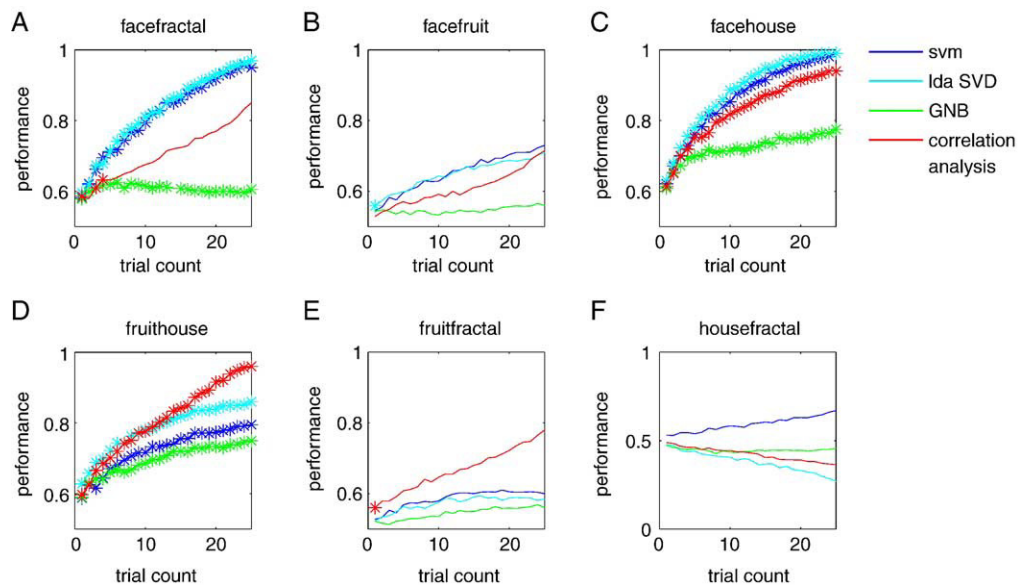 A
facefractal
1
0.8
0.6
0
10
20
performance
trial count
B
facefruit
1
0.8
0.6
0
10
20
performance
trial count
C
facehouse
1
0.8
0.6
0
10
20
performance
trial count
svm
lda SVD
GNB
correlation
analysis
D
fruithouse
1
0.8
0.6
0
10
20
performance
trial count
E
fruitfractal
1
0.8
0.6
0
10
20
performance
trial count
F
housefractal
1
0.5
0
0
10
20
performance
trial count